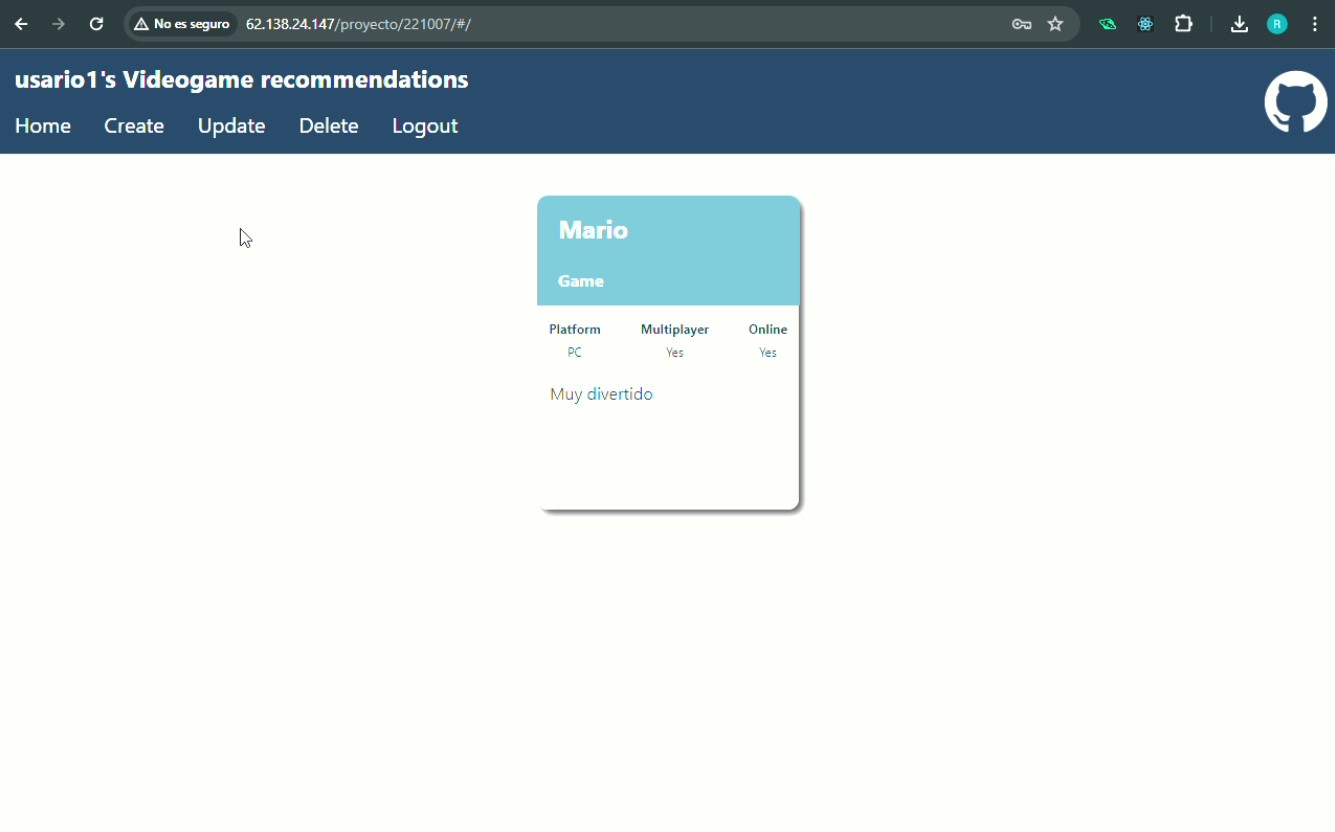 No es seguro 62.138.24.147/proyecto/221007/#/
R
usario1's Videogame recommendations
Home Create Update Delete Logout
Mario
Game
Platform Multiplayer Online
PC Yes Yes
Muy divertido